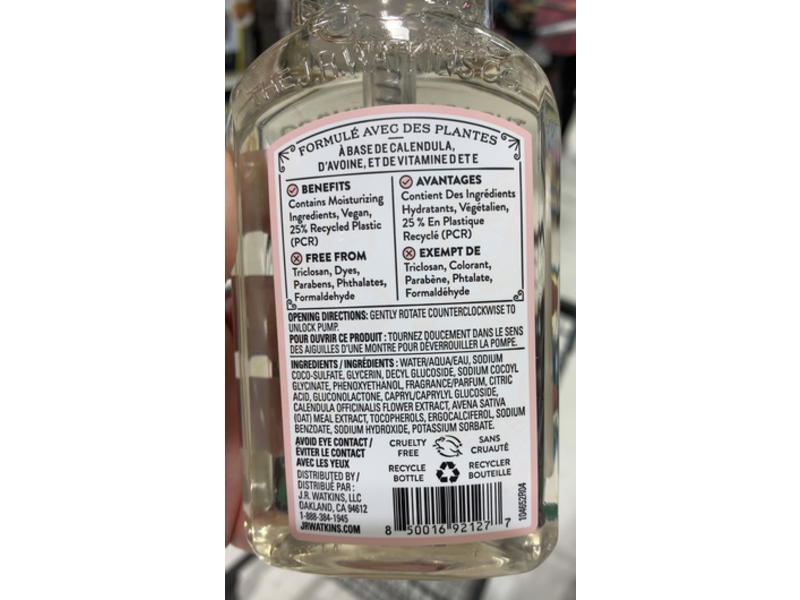 THE J.R. WATKINS CO.
FORMULÉ AVEC DES PLANTES
À BASE DE CALENDULA,
D'AVOINE, ET DE VITAMINE D ET E
BENEFITS
Contains Moisturizing
Ingredients, Vegan,
25% Recycled Plastic
(PCR)
FREE FROM
Triclosan, Dyes,
Parabens, Phthalates,
Formaldehyde
AVANTAGES
Contient Des Ingrédients
Hydratants, Végétalien,
25 % En Plastique
Recyclé (PCR)
EXEMPT DE
Triclosan, Colorant,
Parabène, Phtalate,
Formaldéhyde
OPENING DIRECTIONS: GENTLY ROTATE COUNTERCLOCKWISE TO
UNLOCK PUMP.
POUR OUVRIR CE PRODUIT : TOURNEZ DOUCEMENT DANS LE SENS
DES AIGUILLES D'UNE MONTRE POUR DÉVERROUILLER LA POMPE.
INGREDIENTS / INGRÉDIENTS : WATER/AQUA/EAU, SODIUM
COCO-SULFATE, GLYCERIN, DECYL GLUCOSIDE, SODIUM COCOYL
GLYCINATE, PHENOXYETHANOL, FRAGRANCE/PARFUM, CITRIC
ACID, GLUCONOLACTONE, CAPRYL/CAPRYLYL GLUCOSIDE,
CALENDULA OFFICINALIS FLOWER EXTRACT, AVENA SATIVA
(OAT) MEAL EXTRACT, TOCOPHEROLS, ERGOCALCIFEROL, SODIUM
BENZOATE, SODIUM HYDROXIDE, POTASSIUM SORBATE.
AVOID EYE CONTACT /
ÉVITER LE CONTACT
AVEC LES YEUX
DISTRIBUTED BY /
DISTRIBUÉ PAR :
J.R. WATKINS, LLC
OAKLAND, CA 94612
1-888-384-1945
JRWATKINS.COM
CRUELTY
FREE
SANS
CRUAUTÉ
RECYCLE
BOTTLE
RECYCLER
BOUTEILLE
8 50016 92127 7
104652R04